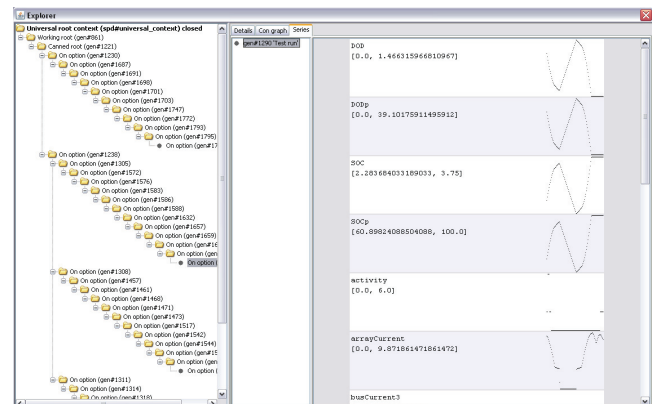 Explorer
Universal root context (spd#universal_context) closed
Working root (gen#861)
Canned root (gen#1221)
On option (gen#1230)
On option (gen#1687)
On option (gen#1691)
On option (gen#1698)
On option (gen#1701)
On option (gen#1703)
On option (gen#1747)
On option (gen#1772)
On option (gen#1793)
On option (gen#1795)
On option (gen#17
On option (gen#1238)
On option (gen#1305)
On option (gen#1572)
On option (gen#1576)
On option (gen#1583)
On option (gen#1586)
On option (gen#1588)
On option (gen#1632)
On option (gen#1657)
On option (gen#1659)
On option (gen#16
On option (gen
On option (
On option (gen#1308)
On option (gen#1457)
On option (gen#1461)
On option (gen#1468)
On option (gen#1471)
On option (gen#1473)
On option (gen#1517)
On option (gen#1542)
On option (gen#1544)
On option (gen#15
On option (gen
On option (
On option (gen#1311)
On option (gen#1314)
On option (gen#1318)
Details Con graph Series
gen#1290 'Test run'
DOD
[0.0, 1.466315966810967]
DODp
[0.0, 39.10175911495912]
SOC
[2.283684033189033, 3.75]
SOCp
[60.89824088504088, 100.0]
activity
[0.0, 6.0]
arrayCurrent
[0.0, 9.871861471861472]
busCurrent3